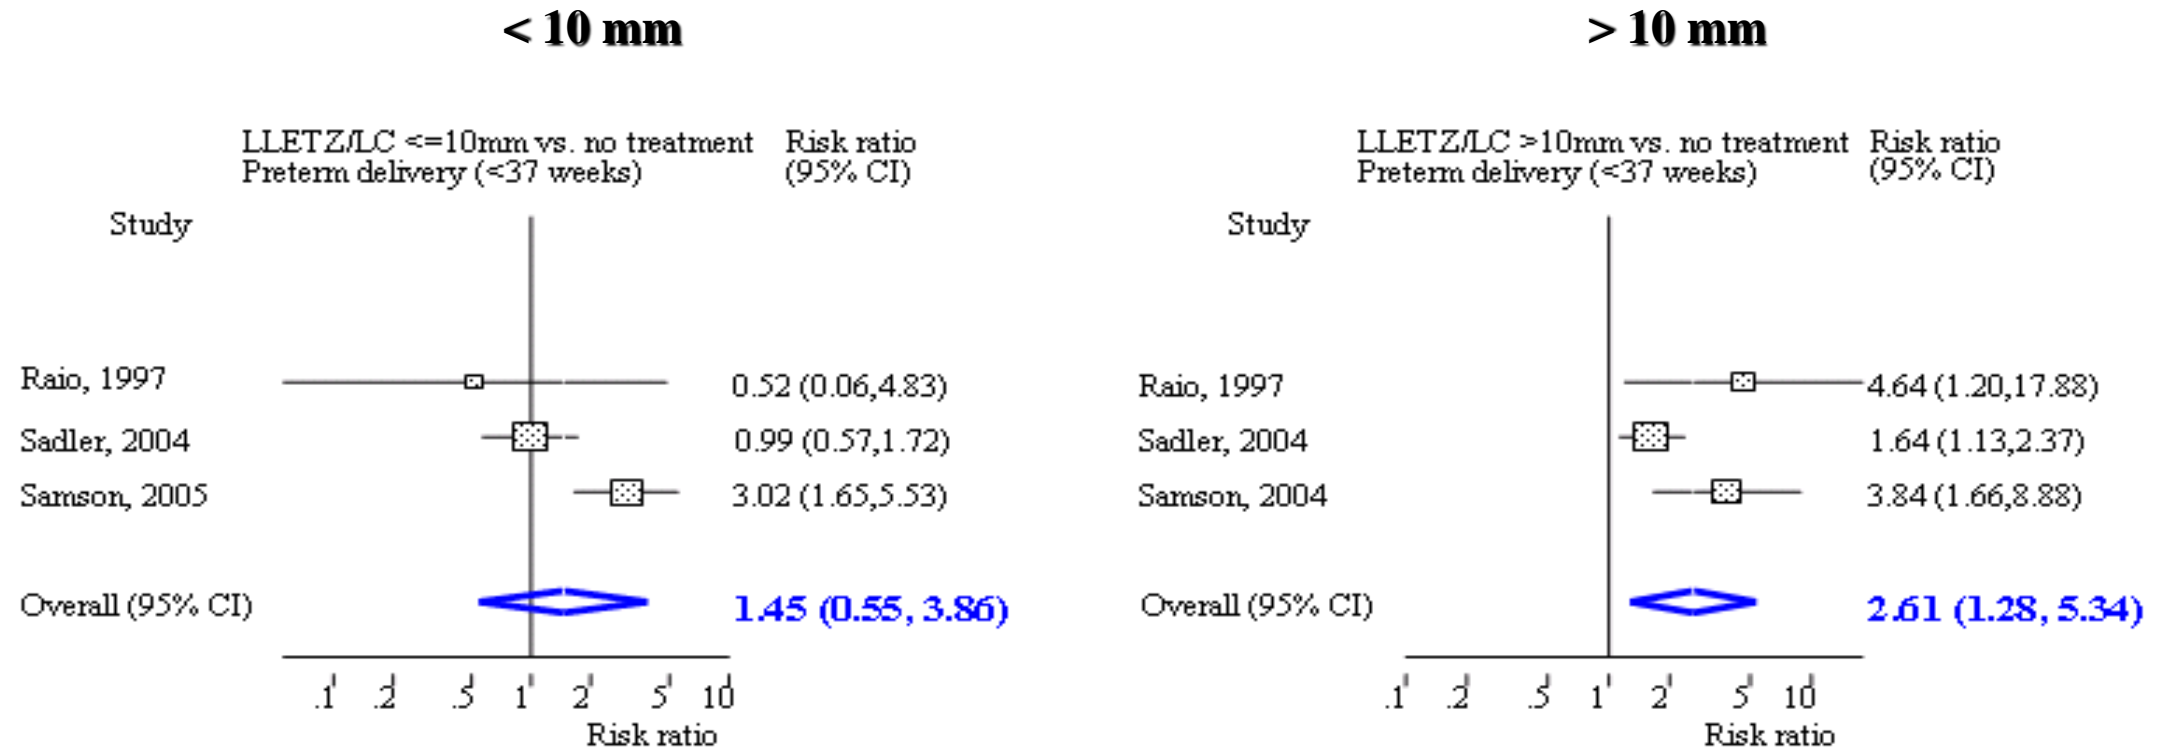 < 10 mm
LLETZ/LC <=10mm vs. no treatment Risk ratio
Preterm delivery (<37 weeks) (95% CI)
Study
Raio, 1997 0.52 (0.06,4.83)
Sadler, 2004 0.99 (0.57,1.72)
Samson, 2005 3.02 (1.65,5.53)
Overall (95% CI) 1.45 (0.55, 3.86)
.1 .2 .5 1 2 5 10
Risk ratio
> 10 mm
LLETZ/LC >10mm vs. no treatment Risk ratio
Preterm delivery (<37 weeks) (95% CI)
Study
Raio, 1997 4.64 (1.20,17.88)
Sadler, 2004 1.64 (1.13,2.37)
Samson, 2004 3.84 (1.66,8.88)
Overall (95% CI) 2.61 (1.28, 5.34)
.1 .2 .5 1 2 5 10
Risk ratio